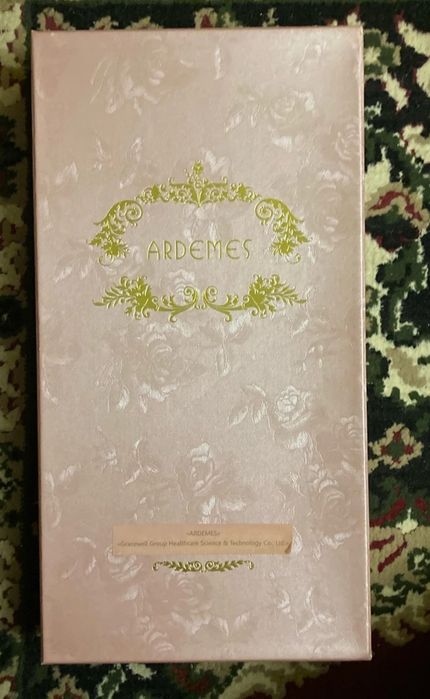 ARDEMES
«ARDEMES»
«Gracewell Group Healthcare Science & Technology Co., Ltd.»